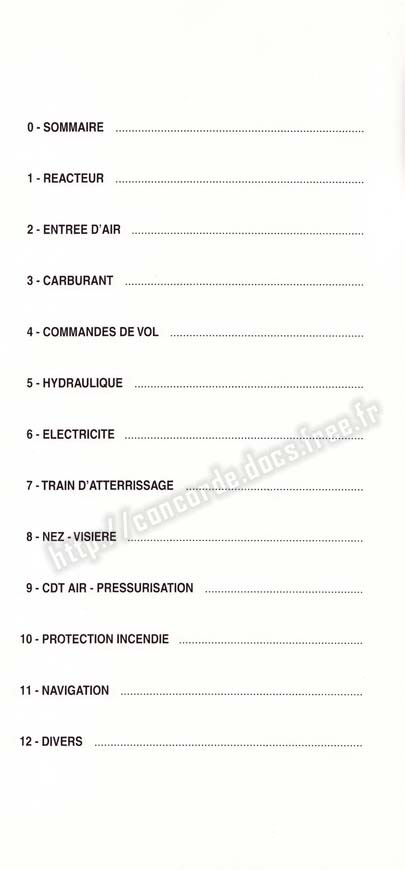 0 - SOMMAIRE ................................................................
1 - REACTEUR ................................................................
2 - ENTREE D'AIR ................................................................
3 - CARBURANT ................................................................
4 - COMMANDES DE VOL ................................................................
5 - HYDRAULIQUE ................................................................
6 - ELECTRICITE ................................................................
7 - TRAIN D'ATTERRISSAGE ................................................................
8 - NEZ - VISIERE ................................................................
9 - CDT AIR - PRESSURISATION ................................................................
10 - PROTECTION INCENDIE ................................................................
11 - NAVIGATION ................................................................
12 - DIVERS ................................................................
http://concorde.docs.free.fr